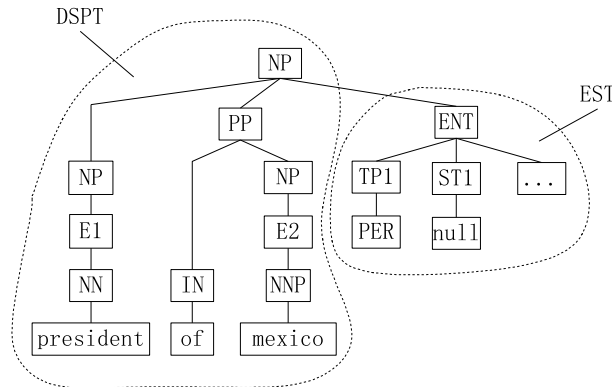 DSPT
NP
EST
PP ENT
NP NP TP1 ST1 ...
E1 E2 PER null
NN IN NNP
president of mexico